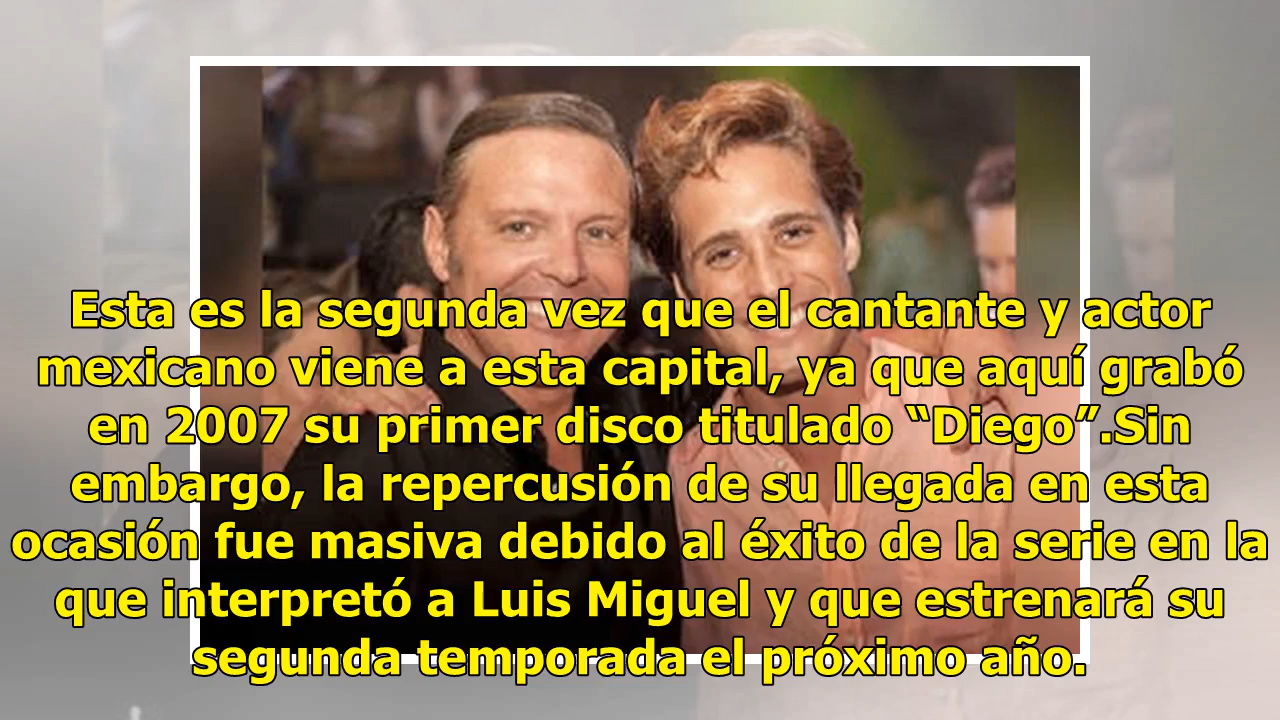 Esta es la segunda vez que el cantante y actor
mexicano viene a esta capital, ya que aquí grabó
en 2007 su primer disco titulado “Diego”.Sin
embargo, la repercusión de su llegada en esta
ocasión fue masiva debido al éxito de la serie en la
que interpretó a Luis Miguel y que estrenará su
segunda temporada el próximo año.